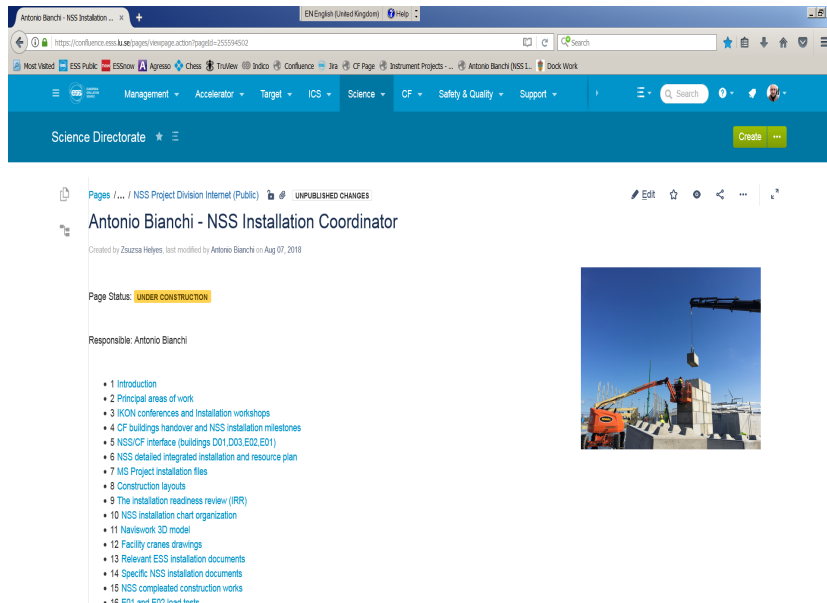 Antonio Bianchi - NSS Installation ... × +
EN English (United Kingdom) Help
https://confluence.esss.lu.se/pages/viewpage.action?pageId=255594502
Search
Most Visited ESS Public ESSnow Agresso Chess TruView Indico Confluence Jira CF Page Instrument Projects - ... Antonio Bianchi (NSS I... Dock Work
ess Management Accelerator Target ICS Science CF Safety & Quality Support Search
Science Directorate
Create ...
Pages / ... / NSS Project Division Internet (Public) UNPUBLISHED CHANGES
Edit ...
Antonio Bianchi - NSS Installation Coordinator
Created by Zsuzsa Helyes, last modified by Antonio Bianchi on Aug 07, 2018
Page Status: UNDER CONSTRUCTION
Responsible: Antonio Bianchi
• 1 Introduction
• 2 Principal areas of work
• 3 IKON conferences and Installation workshops
• 4 CF buildings handover and NSS installation milestones
• 5 NSS/CF interface (buildings D01,D03,E02,E01)
• 6 NSS detailed integrated installation and resource plan
• 7 MS Project installation files
• 8 Construction layouts
• 9 The installation readiness review (IRR)
• 10 NSS installation chart organization
• 11 Naviswork 3D model
• 12 Facility cranes drawings
• 13 Relevant ESS installation documents
• 14 Specific NSS installation documents
• 15 NSS compleated construction works
• 16 E01 and E02 load tests